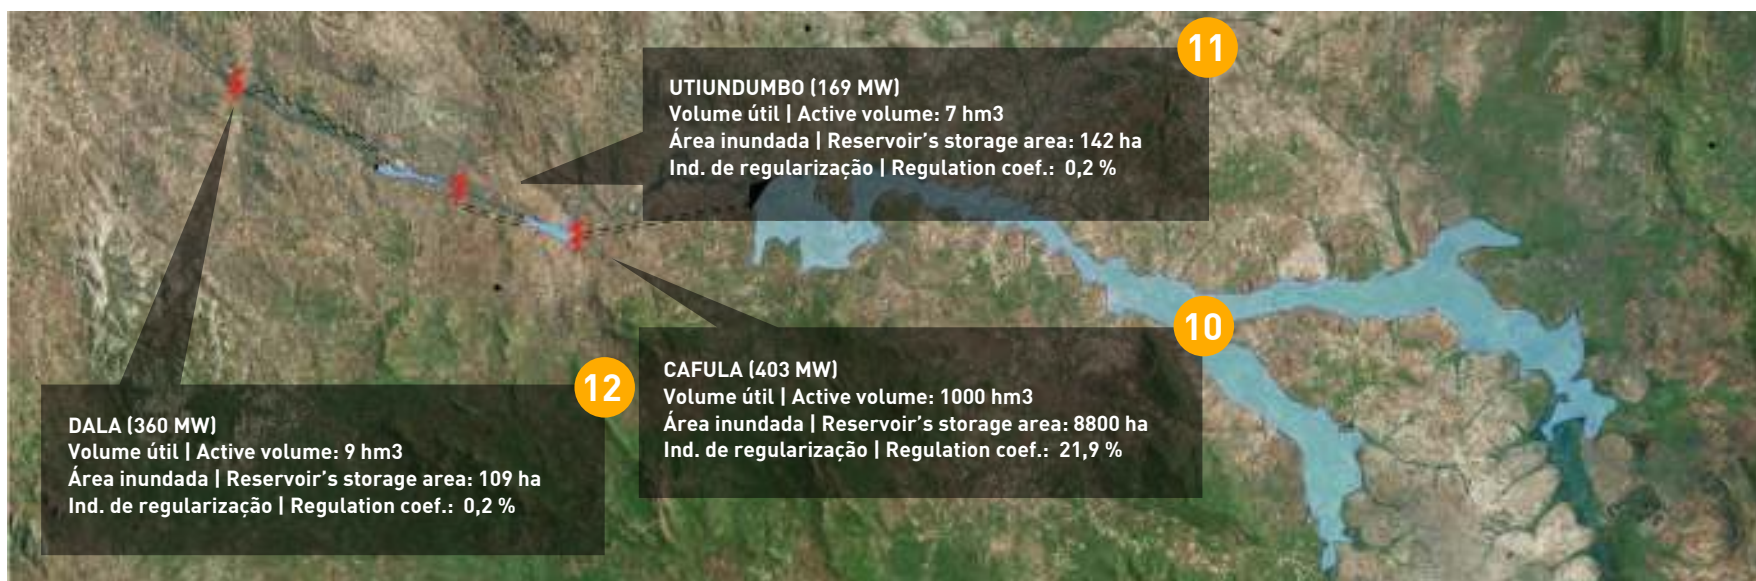 11
UTIUNDUMBO (169 MW)
Volume útil | Active volume: 7 hm3
Área inundada | Reservoir's storage area: 142 ha
Ind. de regularização | Regulation coef.: 0,2 %
10
CAFULA (403 MW)
Volume útil | Active volume: 1000 hm3
Área inundada | Reservoir's storage area: 8800 ha
Ind. de regularização | Regulation coef.: 21,9 %
12
DALA (360 MW)
Volume útil | Active volume: 9 hm3
Área inundada | Reservoir's storage area: 109 ha
Ind. de regularização | Regulation coef.: 0,2 %